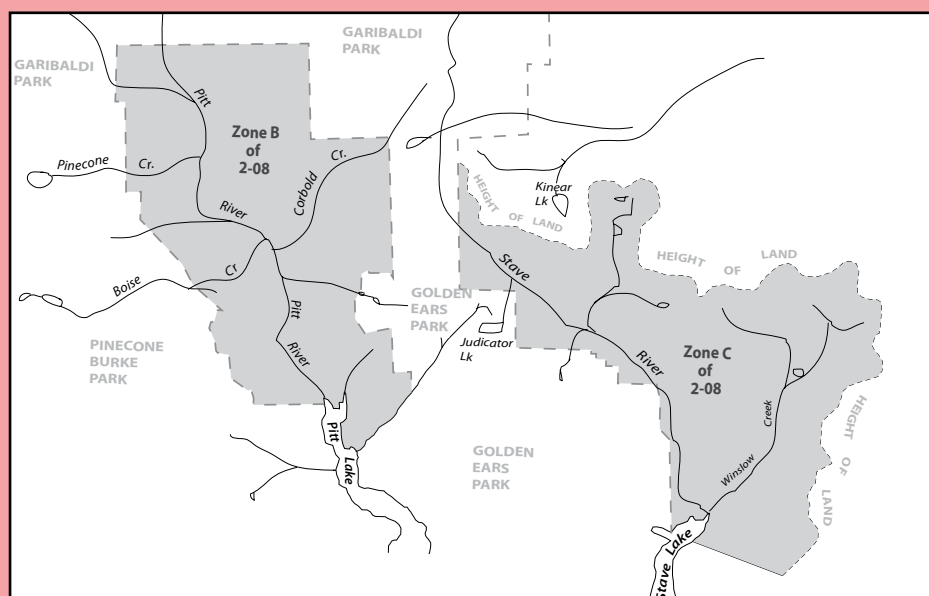 GARIBALDI
PARK
GARIBALDI
PARK
Pitt
Zone B
of
2-08
Pinecone
Cr.
Cr.
Corbold
River
Boise
Cr
Pitt
River
PINECONE
BURKE
PARK
Pitt
Lake
GOLDEN
EARS
PARK
Judicator
Lk
HEIGHT
OF LAND
Kinear
Lk
Stave
River
HEIGHT OF LAND
Zone C
of
2-08
Creek
Winslow
HEIGHT OF LAND
GOLDEN
EARS
PARK
Stave Lake